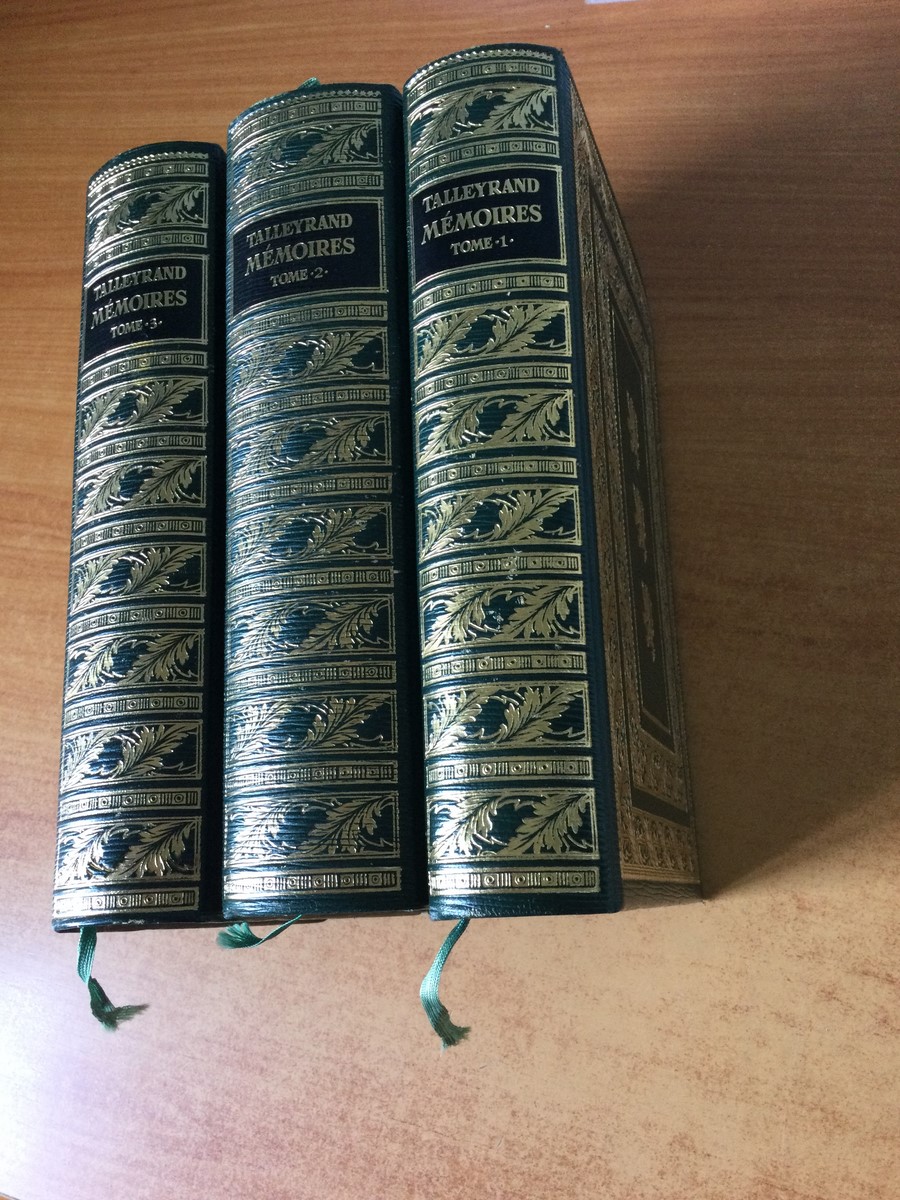 TALLEYRAND
MÉMOIRES
TOME · 3 ·
TALLEYRAND
MÉMOIRES
TOME · 2 ·
TALLEYRAND
MÉMOIRES
TOME · 1 ·